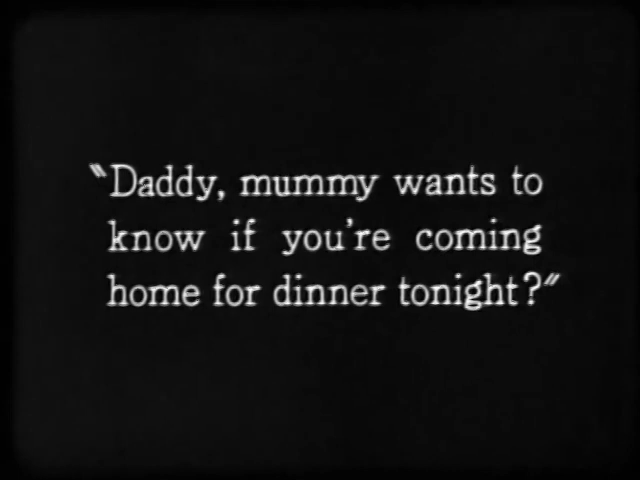 "Daddy, mummy wants to
know if you're coming
home for dinner tonight?"